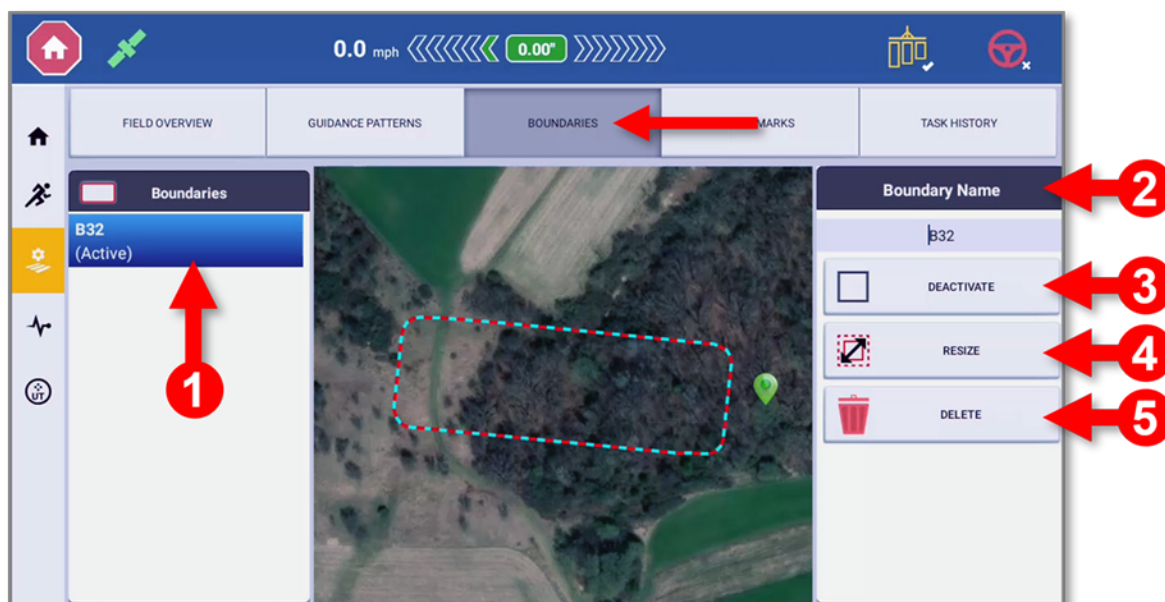 0.0 mph
0.00"
FIELD OVERVIEW
GUIDANCE PATTERNS
BOUNDARIES
MARKS
TASK HISTORY
Boundaries
B32
(Active)
1
Boundary Name
2
B32
DEACTIVATE
3
RESIZE
4
DELETE
5
UT